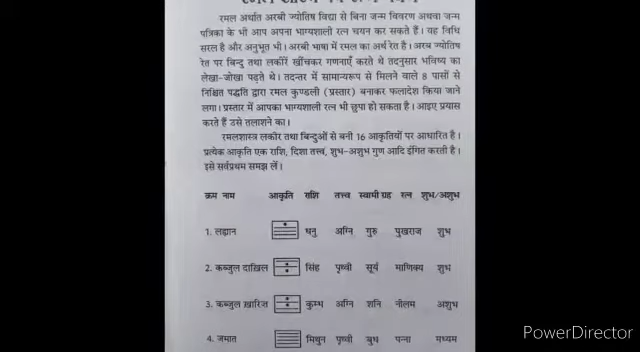 रमल अर्थात अरबी ज्योतिष विद्या से बिना जन्म विवरण अथवा जन्म
पत्रिका के भी आप अपना भाग्यशाली रत्न चयन कर सकते हैं। यह विधि
सरल है और अनुभूत भी। अरबी भाषा में रमल का अर्थ रेत है। अरब ज्योतिष
रेत पर बिन्दु तथा लकीरें खींचकर गणनाएँ करते थे तदनुसार भविष्य का
लेखा-जोखा पढ़ते थे। तदन्तर में सामान्यरूप से मिलने वाले 8 पासों से
निश्चित पद्धति द्वारा रमल कुण्डली (प्रस्तार) बनाकर फलादेश किया जाने
लगा। प्रस्तार में आपका भाग्यशाली रत्न भी छुपा हो सकता है। आइए प्रयास
करते हैं उसे तलाशने का।
रमलशास्त्र लकीर तथा बिन्दुओं से बनी 16 आकृतियों पर आधारित है।
प्रत्येक आकृति एक राशि, दिशा तत्त्व, शुभ-अशुभ गुण आदि इंगित करती है।
इसे सर्वप्रथम समझ लें।
क्रम नाम आकृति राशि तत्त्व स्वामी ग्रह रत्न शुभ/अशुभ
1. लह्यान धनु अग्नि गुरु पुखराज शुभ
2. कब्जुल दाखिल सिंह पृथ्वी सूर्य माणिक्य शुभ
3. कब्जुल खारिज कुम्भ अग्नि शनि नीलम अशुभ
4. जमात मिथुन पृथ्वी बुध पन्ना मध्यम
PowerDirector